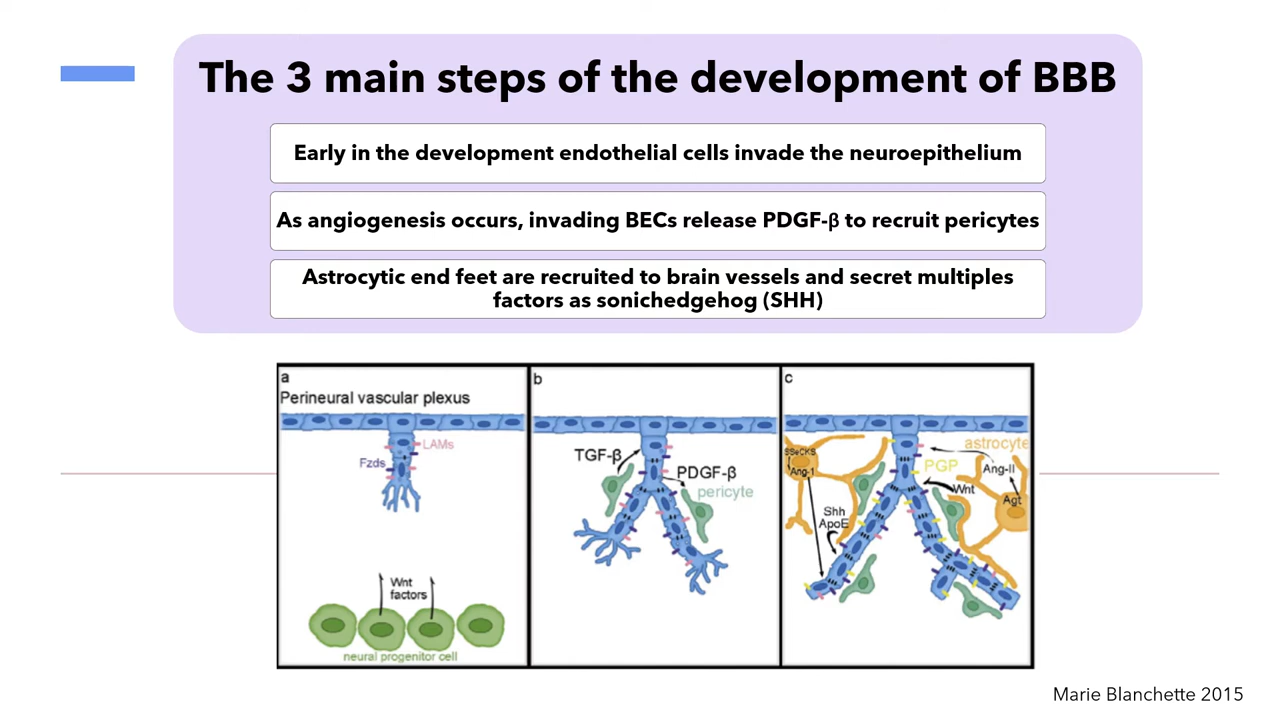 The 3 main steps of the development of BBB
Early in the development endothelial cells invade the neuroepithelium
As angiogenesis occurs, invading BECs release PDGF-β to recruit pericytes
Astrocytic end feet are recruited to brain vessels and secret multiples
factors as sonichedgehog (SHH)
a
Perineural vascular plexus
LAMs
Fzds
Wnt
factors
neural progenitor cell
b
TGF-β
PDGF-β
pericyte
c
astrocyte
SSeCKS
Ang-1
PGP
Ang-II
Wnt
Agt
Shh
ApoE
Marie Blanchette 2015